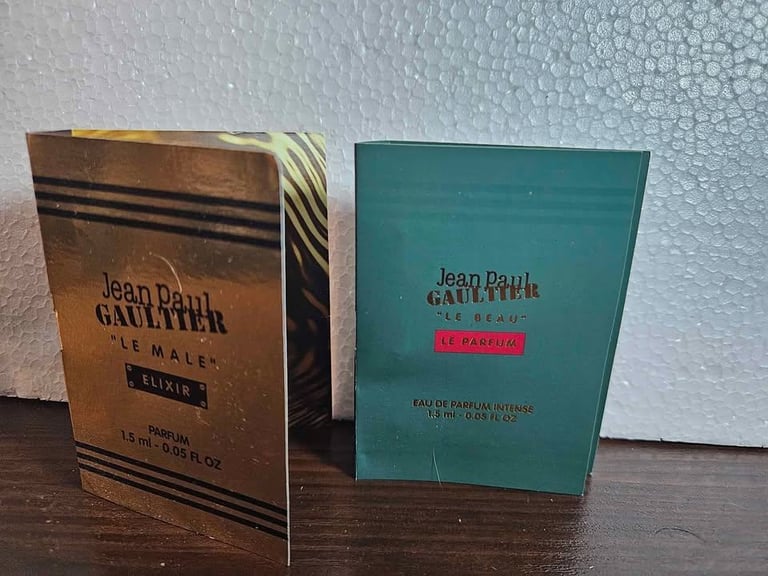 Jean Paul
GAULTIER
"LE MALE"
ELIXIR
PARFUM
1.5 ml - 0.05 FL OZ
Jean Paul
GAULTIER
"LE BEAU"
LE PARFUM
EAU DE PARFUM INTENSE
1.5 ml - 0.05 FL OZ